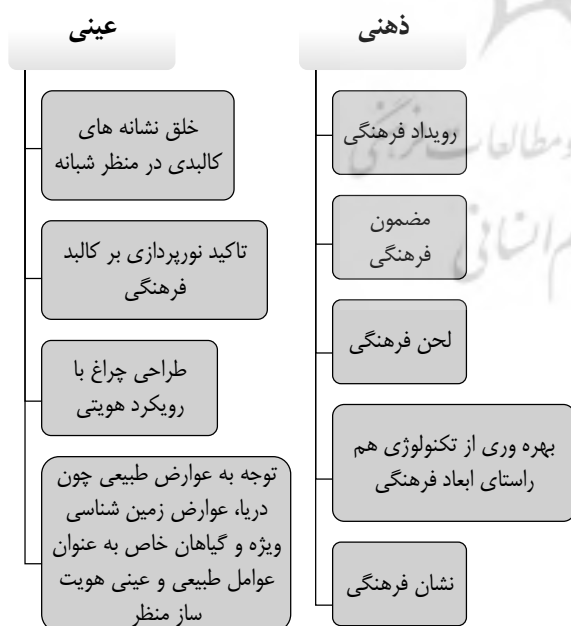 ذهنی
رویداد فرهنگی
مضمون
فرهنگی
لحن فرهنگی
بهره وری از تکنولوژی هم
راستای ابعاد فرهنگی
نشان فرهنگی
عینی
خلق نشانه های
کالبدی در منظر شبانه
تاکید نورپردازی بر کالبد
فرهنگی
طراحی چراغ با
رویکرد هویتی
توجه به عوارض طبیعی چون
دریا، عوارض زمین شناسی
ویژه و گیاهان خاص به عنوان
عوامل طبیعی و عینی هویت
ساز منظر
ومطالعات فرهنگی